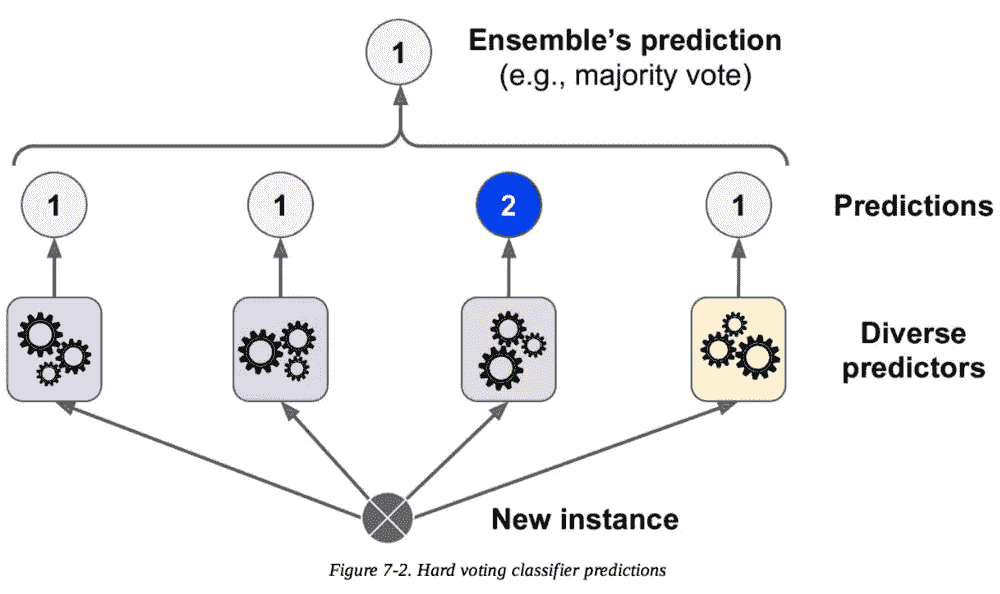 1
Ensemble’s prediction
(e.g., majority vote)
1
1
2
1
Predictions
Diverse
predictors
New instance
Figure 7-2. Hard voting classifier predictions